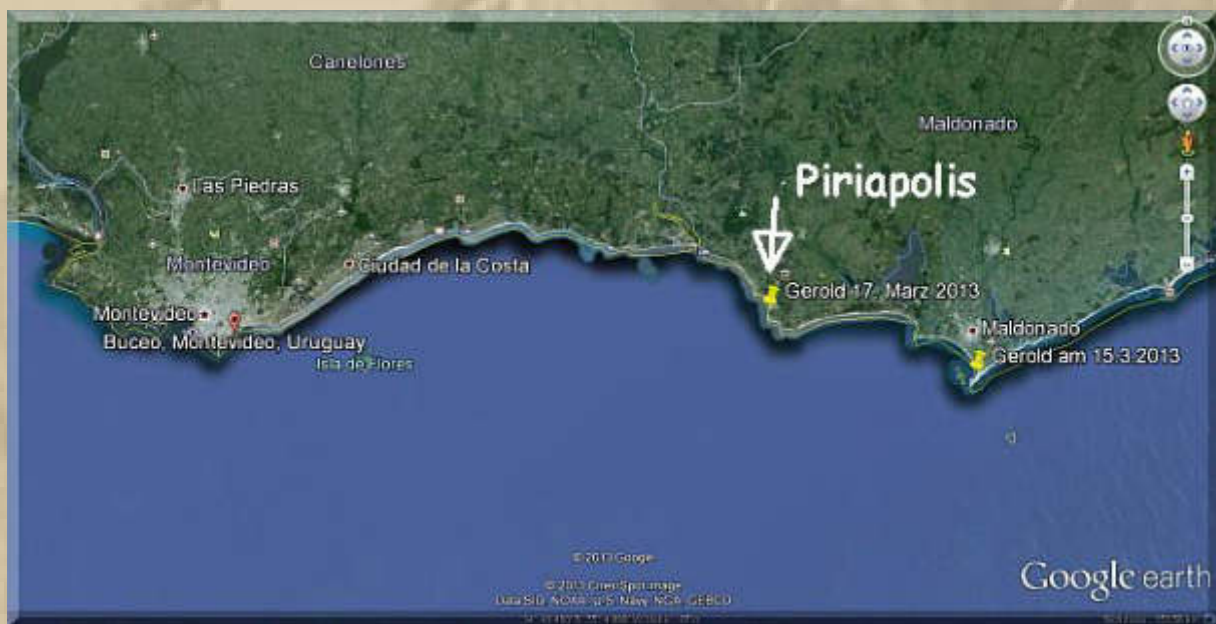 Canelones
Maldonado
Piriapolis
Las Piedras
Montevideo
Ciudad de la Costa
Gerold 17. März 2013
Montevideo
Maldonado
Buceo, Montevideo, Uruguay
Gerold am 15.3.2013
Isla de Flores
© 2013 Google
© 2013 Cnes/Spot Image
Data SIO, NOAA, U.S. Navy, NGA, GEBCO
Google earth